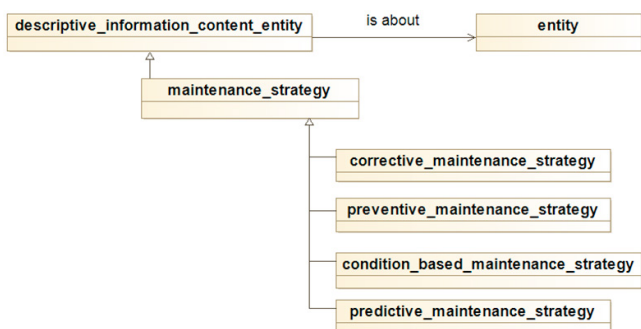 descriptive_information_content_entity
is about
entity
maintenance_strategy
corrective_maintenance_strategy
preventive_maintenance_strategy
condition_based_maintenance_strategy
predictive_maintenance_strategy